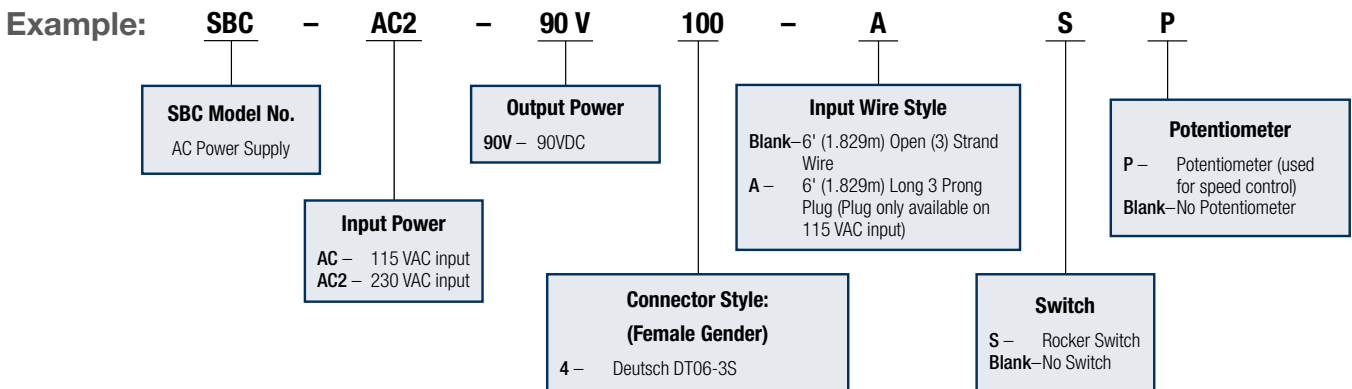 Example: SBC – AC2 – 90 V 100 – A S P
SBC Model No.
AC Power Supply
Output Power
90V – 90VDC
Input Wire Style
Blank–6' (1.829m) Open (3) Strand
Wire
A – 6' (1.829m) Long 3 Prong
Plug (Plug only available on
115 VAC input)
Potentiometer
P – Potentiometer (used
for speed control)
Blank–No Potentiometer
Input Power
AC – 115 VAC input
AC2 – 230 VAC input
Connector Style:
(Female Gender)
4 – Deutsch DT06-3S
Switch
S – Rocker Switch
Blank–No Switch